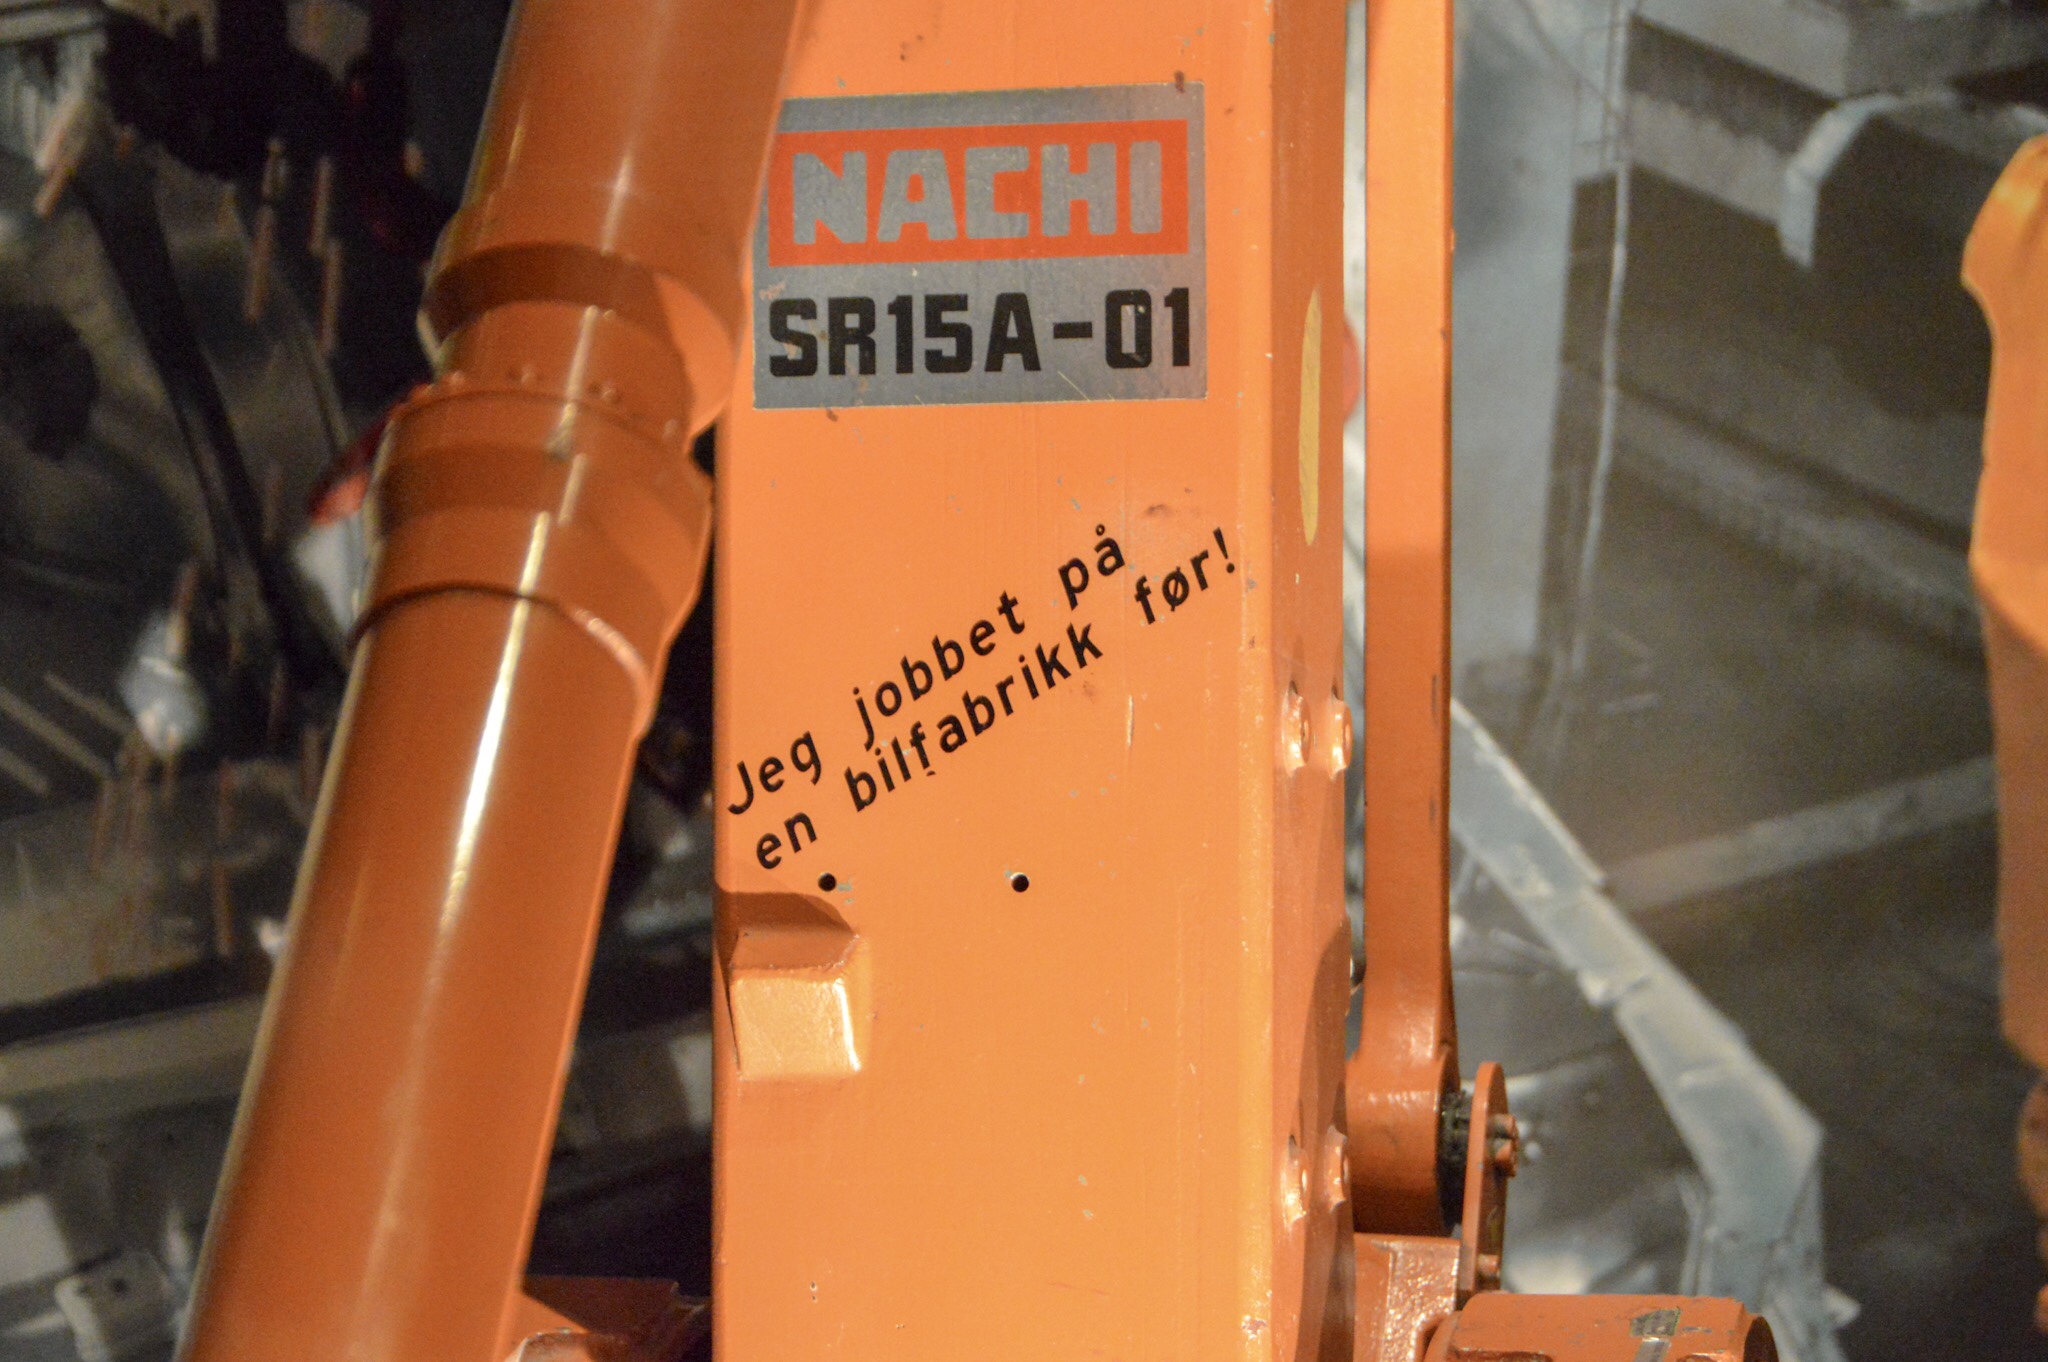 NACHI
SR15A-01
Jeg jobbet på
en bilfabrikk før!